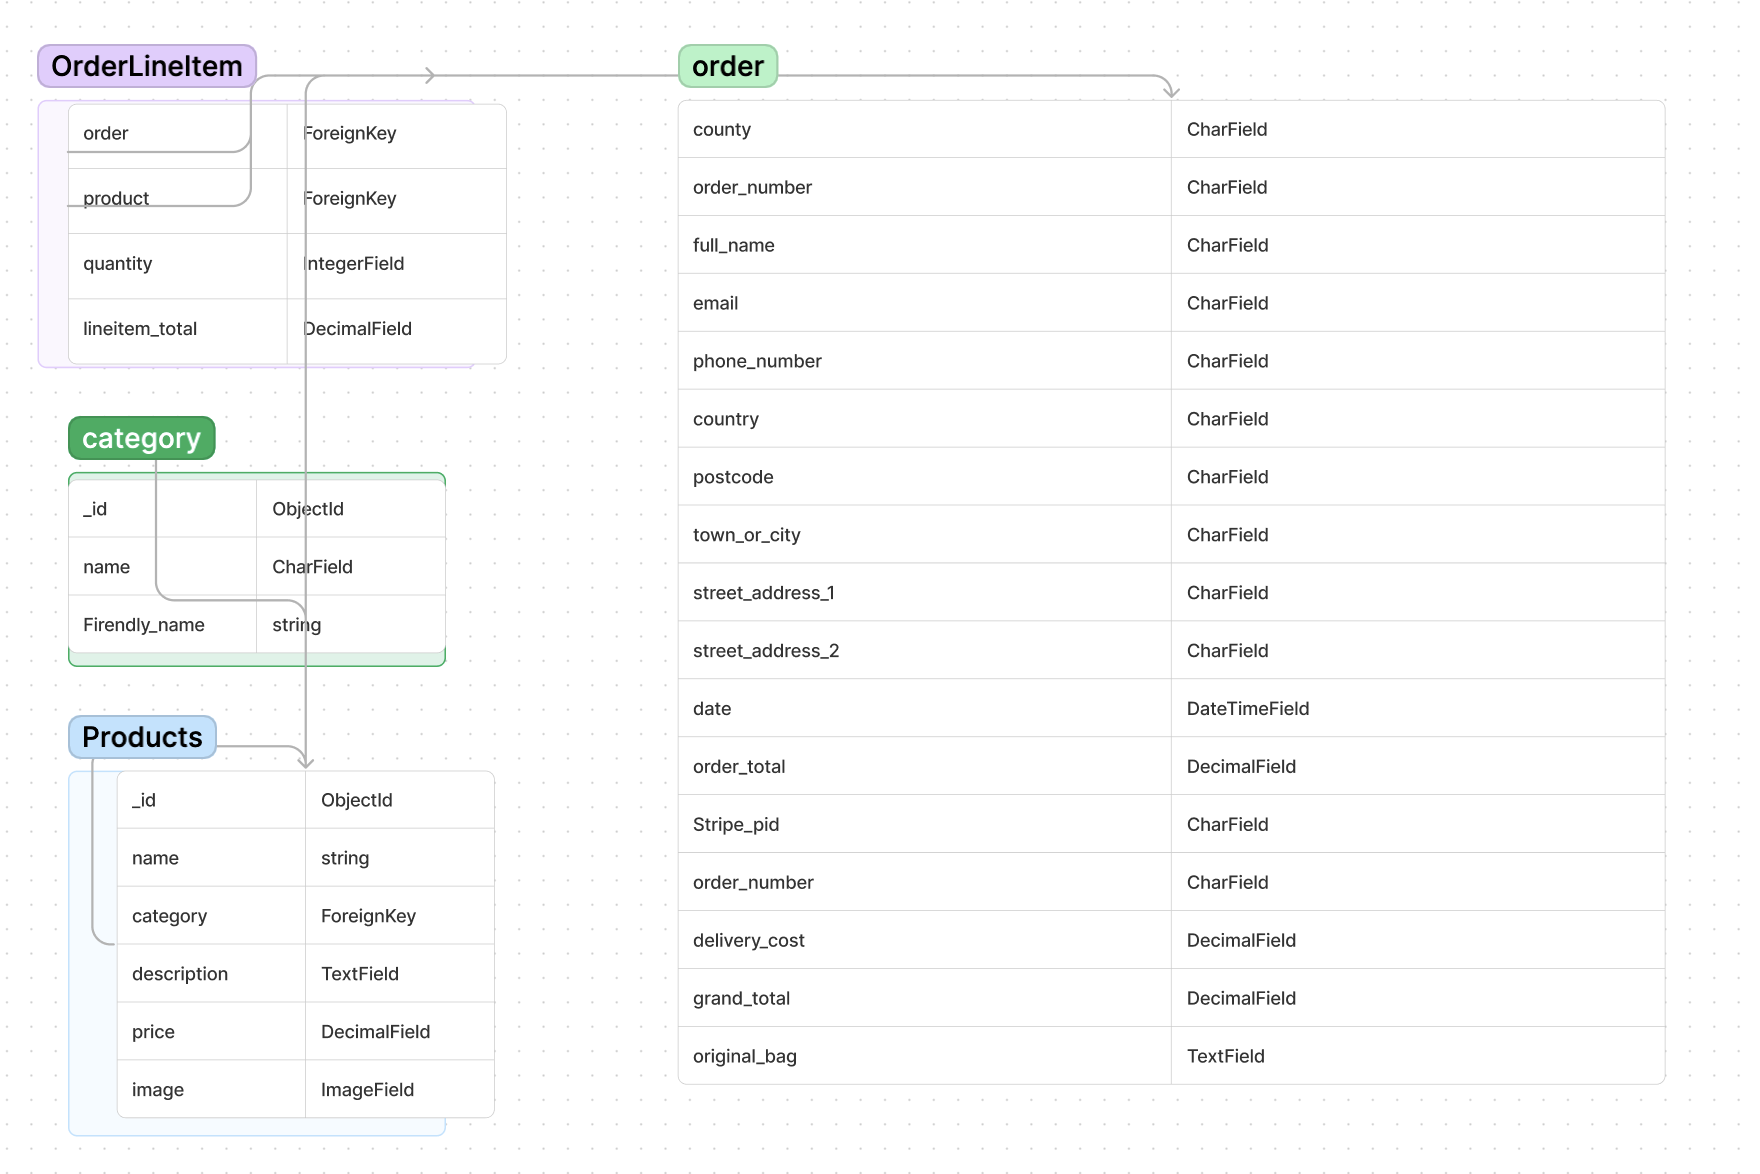 OrderLineItem
order ForeignKey
product ForeignKey
quantity IntegerField
lineitem_total DecimalField
category
_id ObjectId
name CharField
Firendly_name string
Products
_id ObjectId
name string
category ForeignKey
description TextField
price DecimalField
image ImageField
order
county CharField
order_number CharField
full_name CharField
email CharField
phone_number CharField
country CharField
postcode CharField
town_or_city CharField
street_address_1 CharField
street_address_2 CharField
date DateTimeField
order_total DecimalField
Stripe_pid CharField
order_number CharField
delivery_cost DecimalField
grand_total DecimalField
original_bag TextField